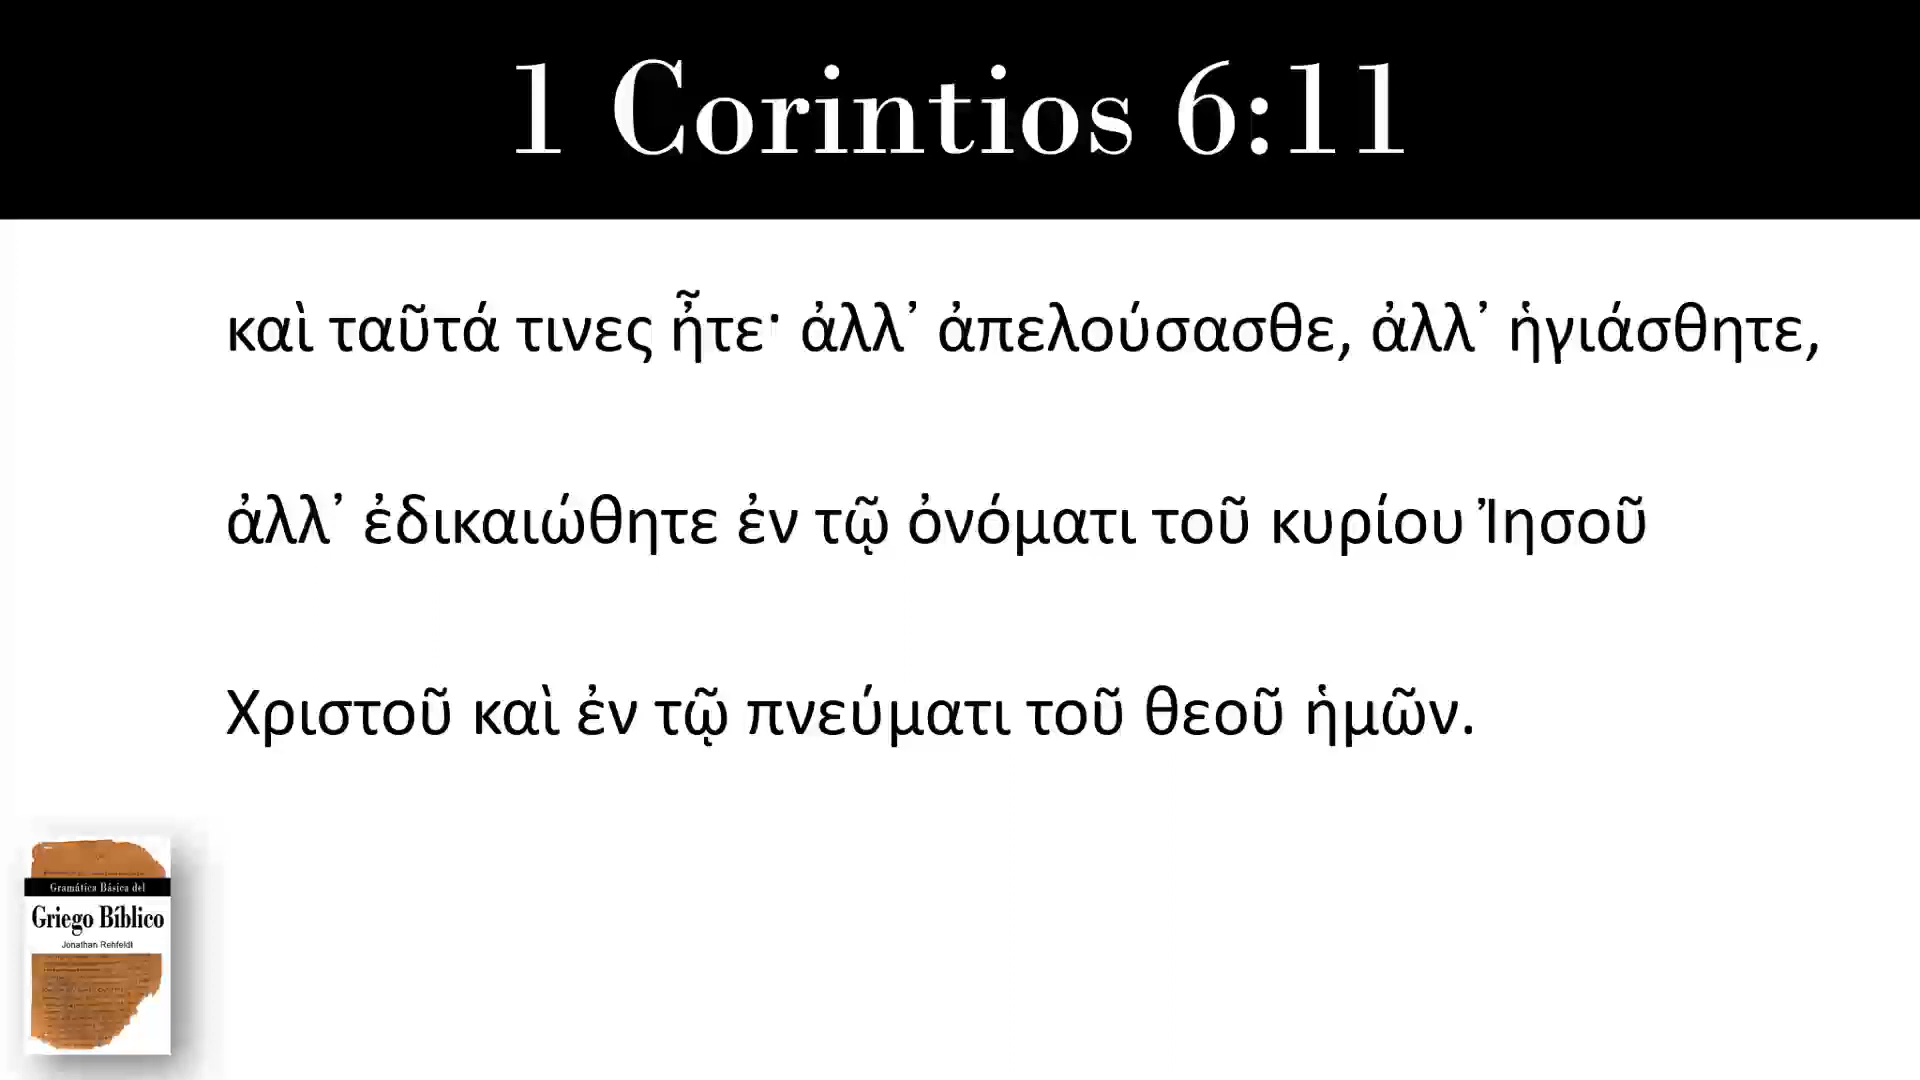 1 Corintios 6:11
καὶ ταῦτά τινες ἦτε· ἀλλ᾽ ἀπελούσασθε, ἀλλ᾽ ἡγιάσθητε,
ἀλλ᾽ ἐδικαιώθητε ἐν τῷ ὀνόματι τοῦ κυρίου Ἰησοῦ
Χριστοῦ καὶ ἐν τῷ πνεύματι τοῦ θεοῦ ἡμῶν.
Gramática Básica del
Griego Bíblico
Jonathan Rehfeldt